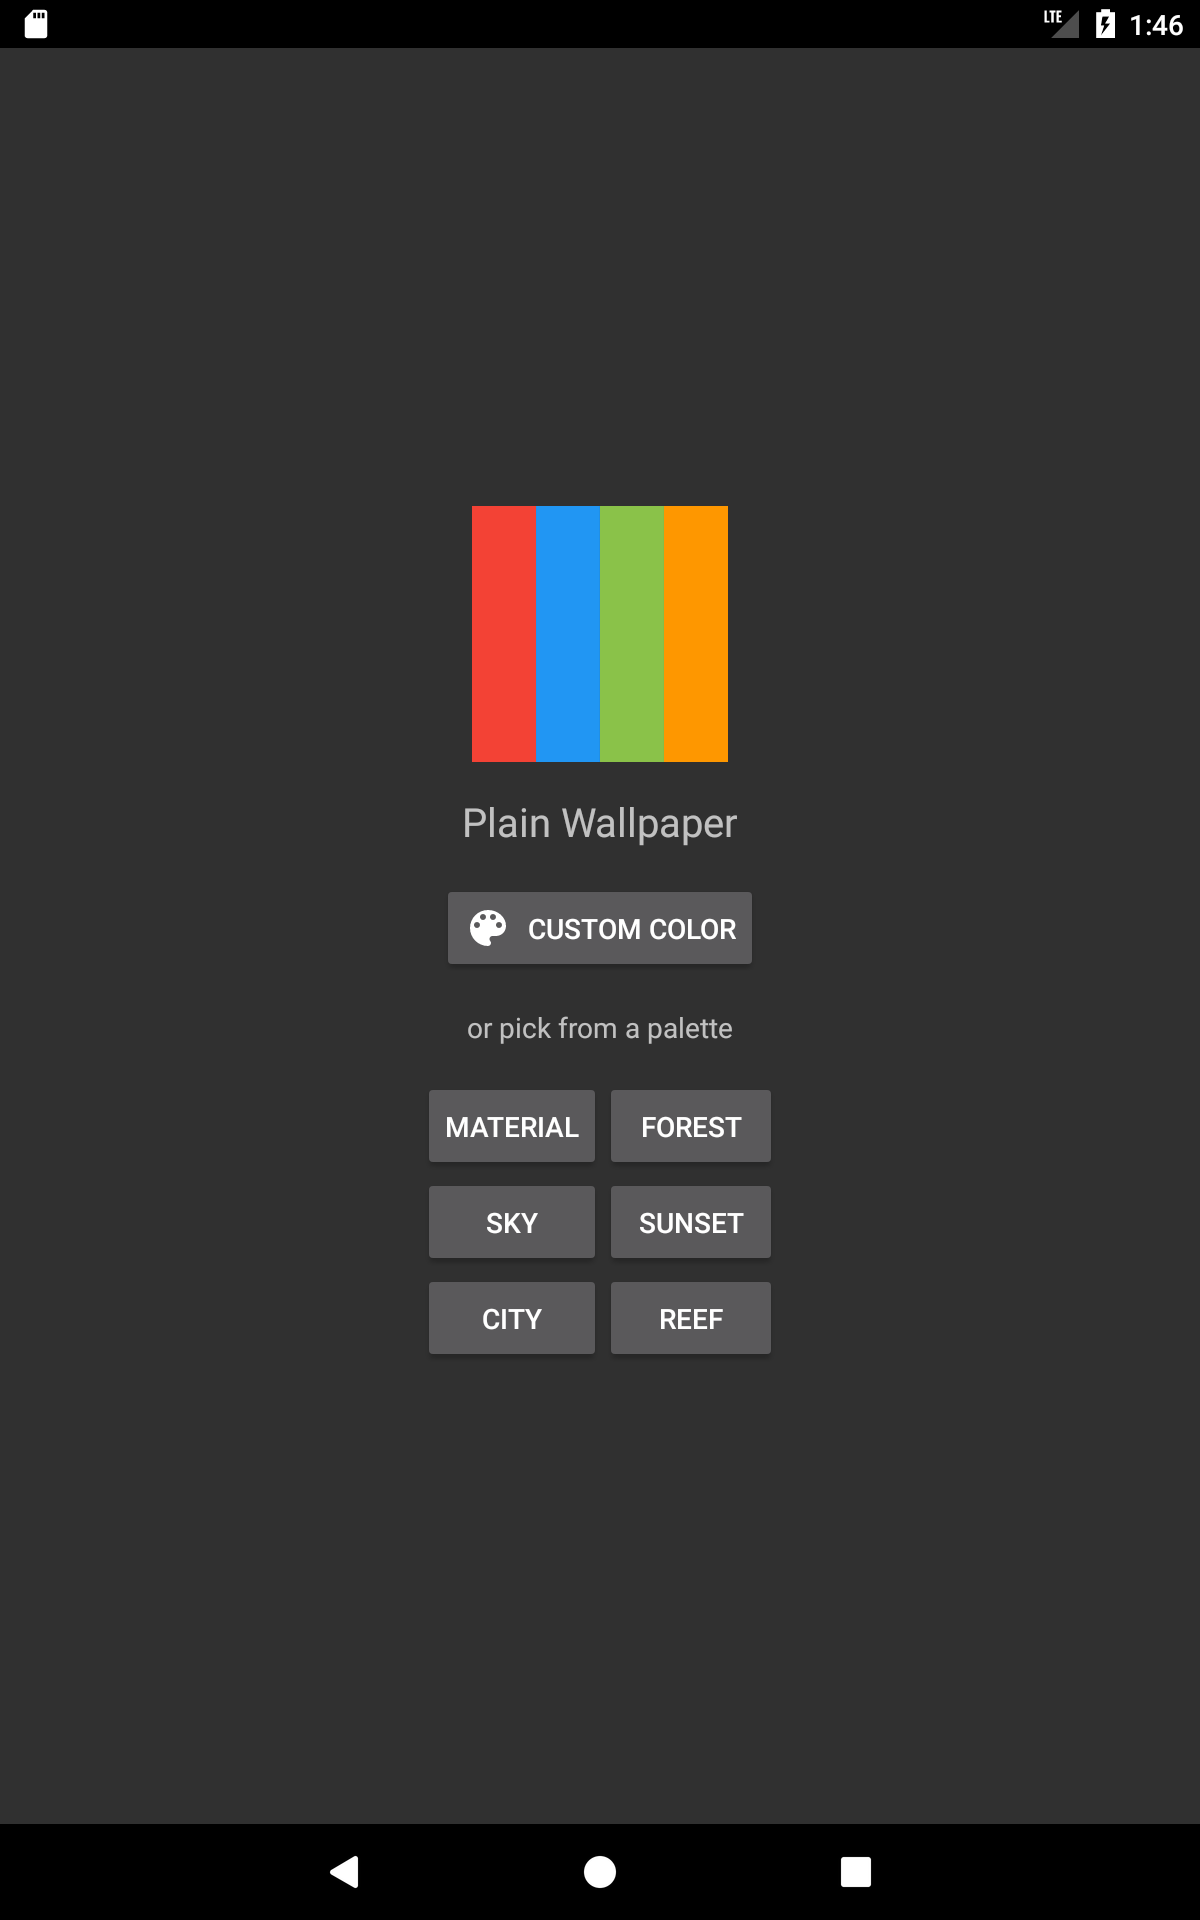 LTE 1:46
Plain Wallpaper
CUSTOM COLOR
or pick from a palette
MATERIAL FOREST
SKY SUNSET
CITY REEF